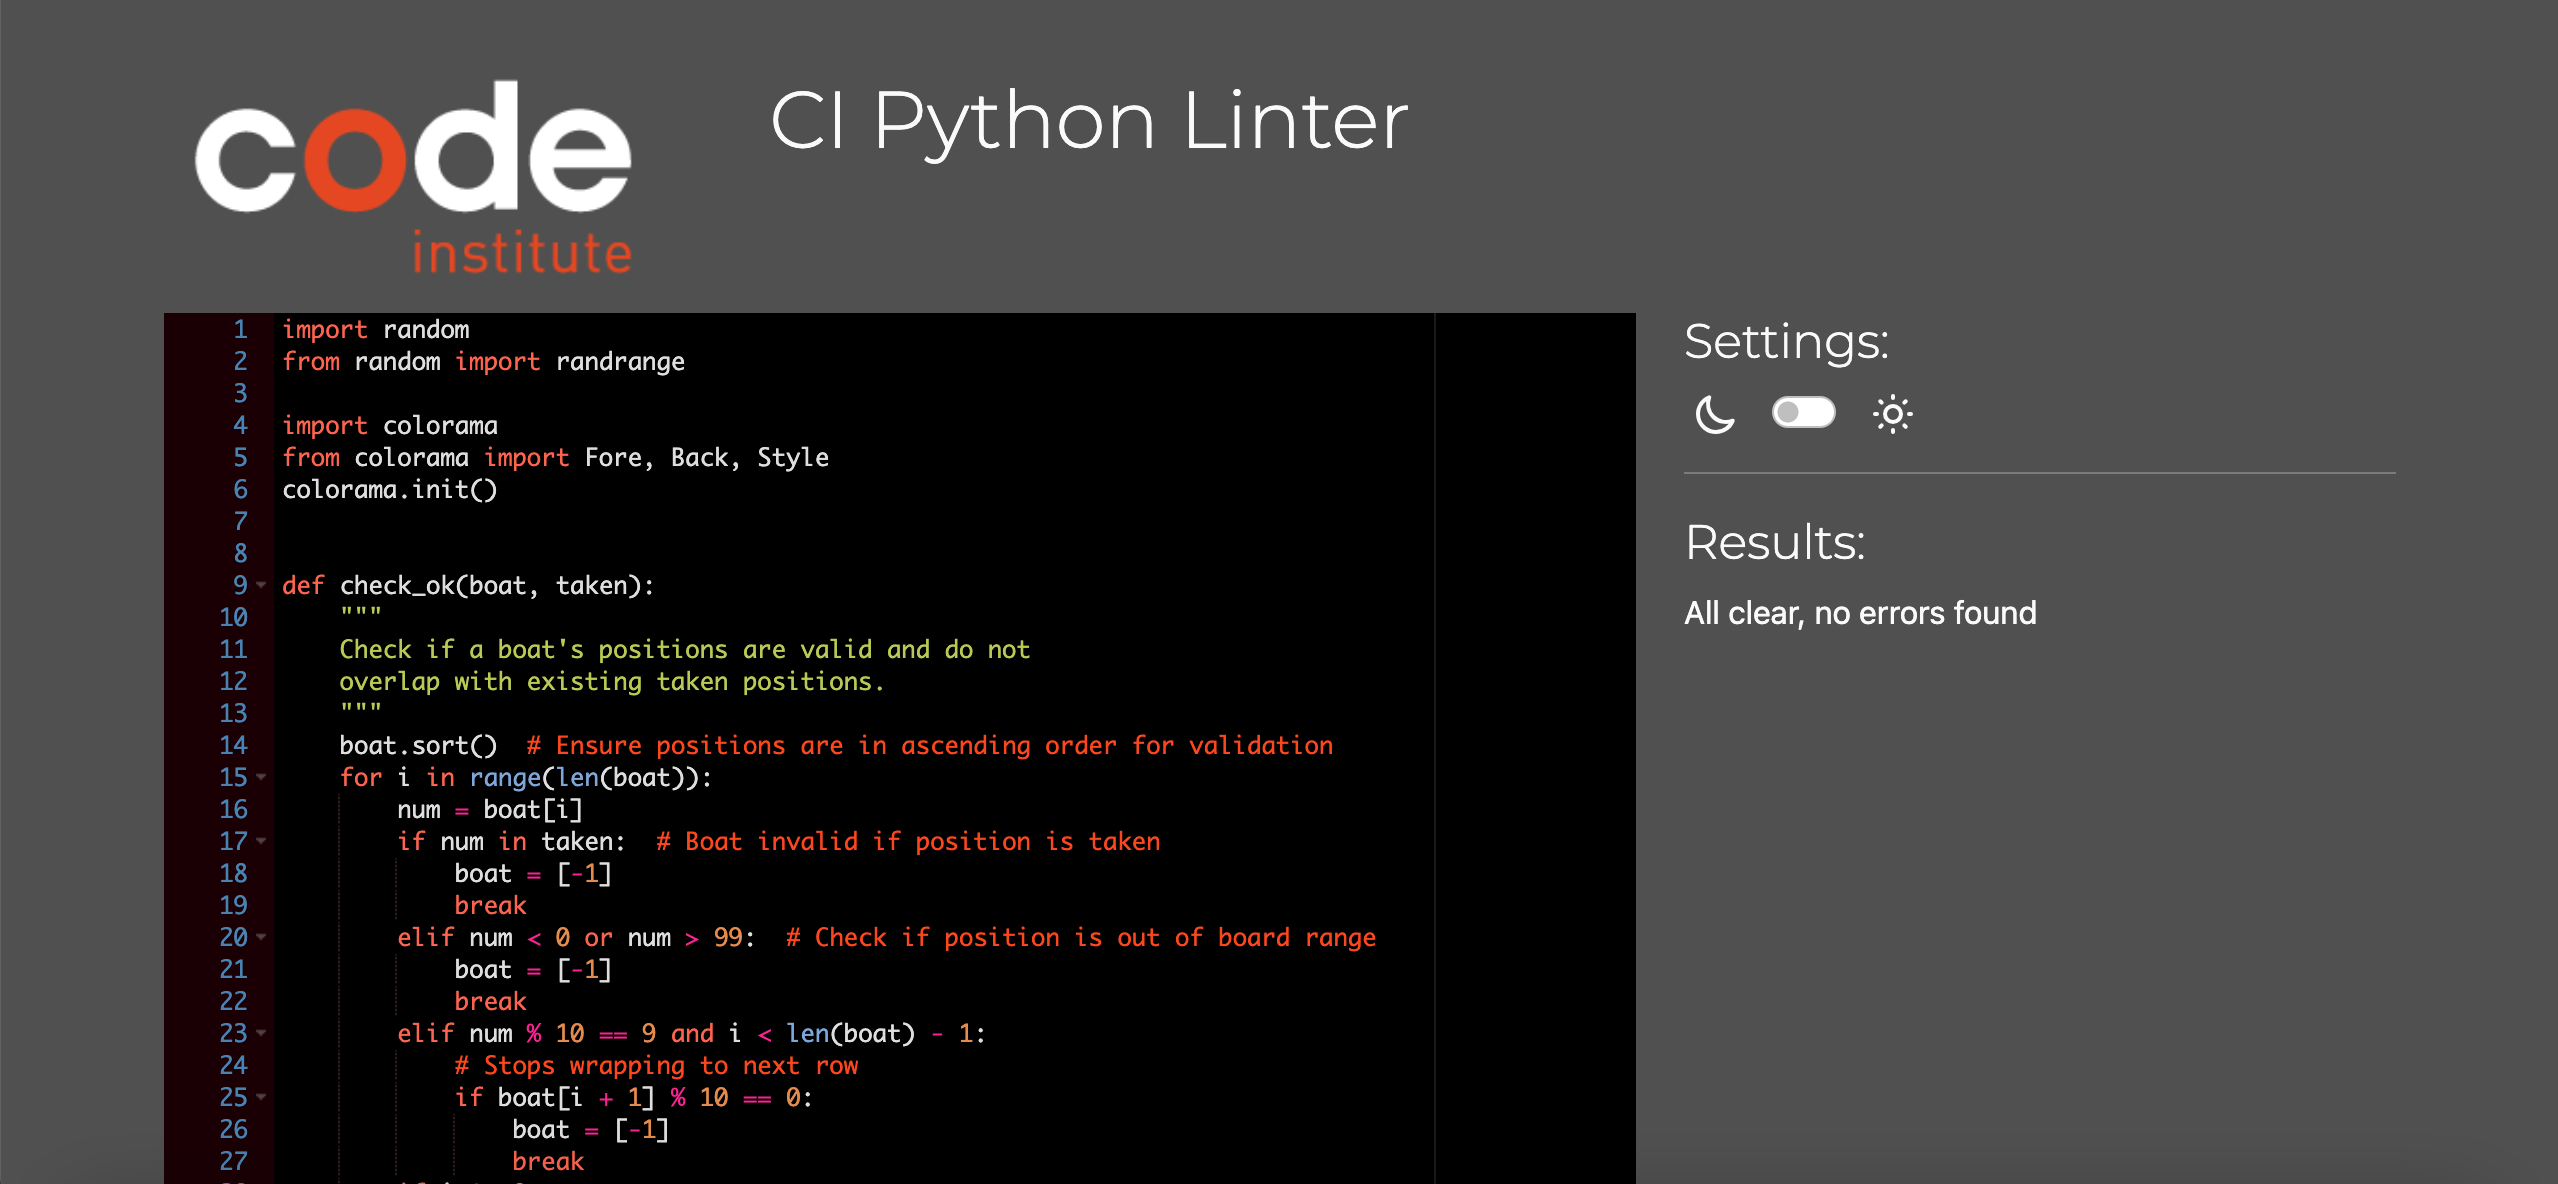 code
institute
CI Python Linter
1 import random
2 from random import randrange
3
4 import colorama
5 from colorama import Fore, Back, Style
6 colorama.init()
7
8
9 def check_ok(boat, taken):
10     """
11     Check if a boat's positions are valid and do not
12     overlap with existing taken positions.
13     """
14     boat.sort()  # Ensure positions are in ascending order for validation
15     for i in range(len(boat)):
16         num = boat[i]
17         if num in taken:  # Boat invalid if position is taken
18             boat = [-1]
19             break
20         elif num < 0 or num > 99:  # Check if position is out of board range
21             boat = [-1]
22             break
23         elif num % 10 == 9 and i < len(boat) - 1:
24             # Stops wrapping to next row
25             if boat[i + 1] % 10 == 0:
26                 boat = [-1]
27                 break
Settings:
Results:
All clear, no errors found